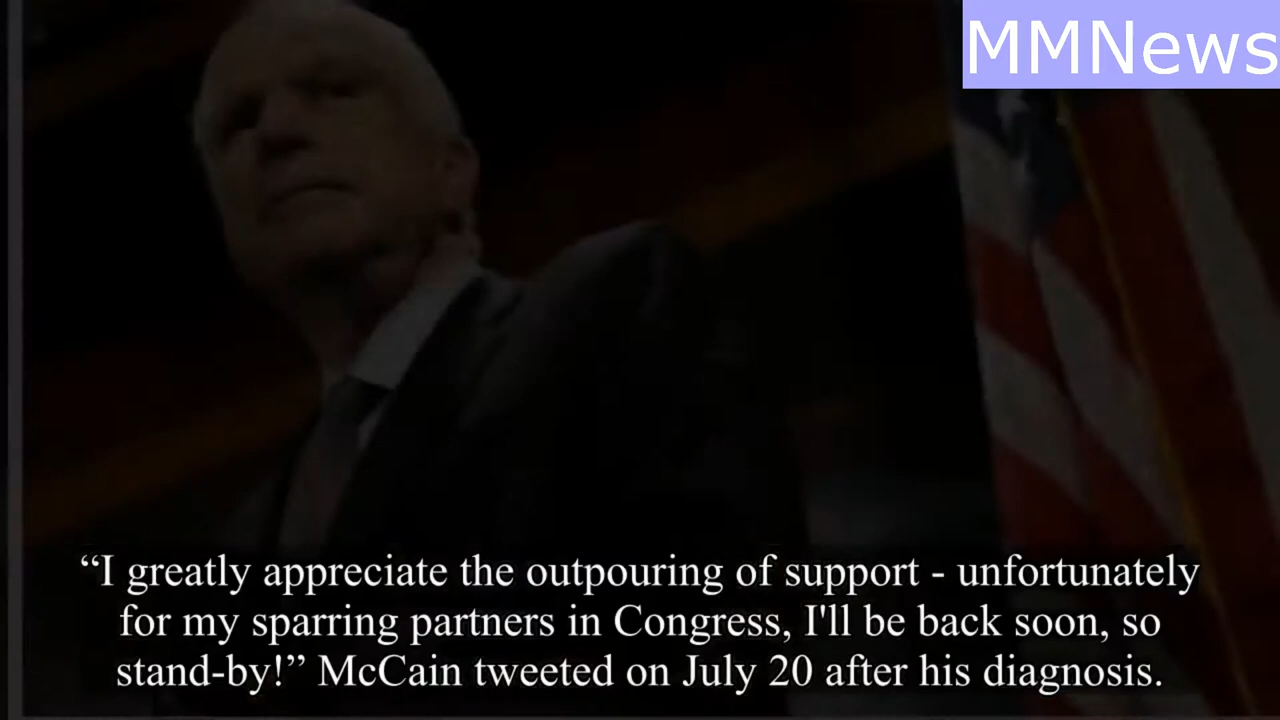 MMNews
“I greatly appreciate the outpouring of support - unfortunately
for my sparring partners in Congress, I'll be back soon, so
stand-by!” McCain tweeted on July 20 after his diagnosis.